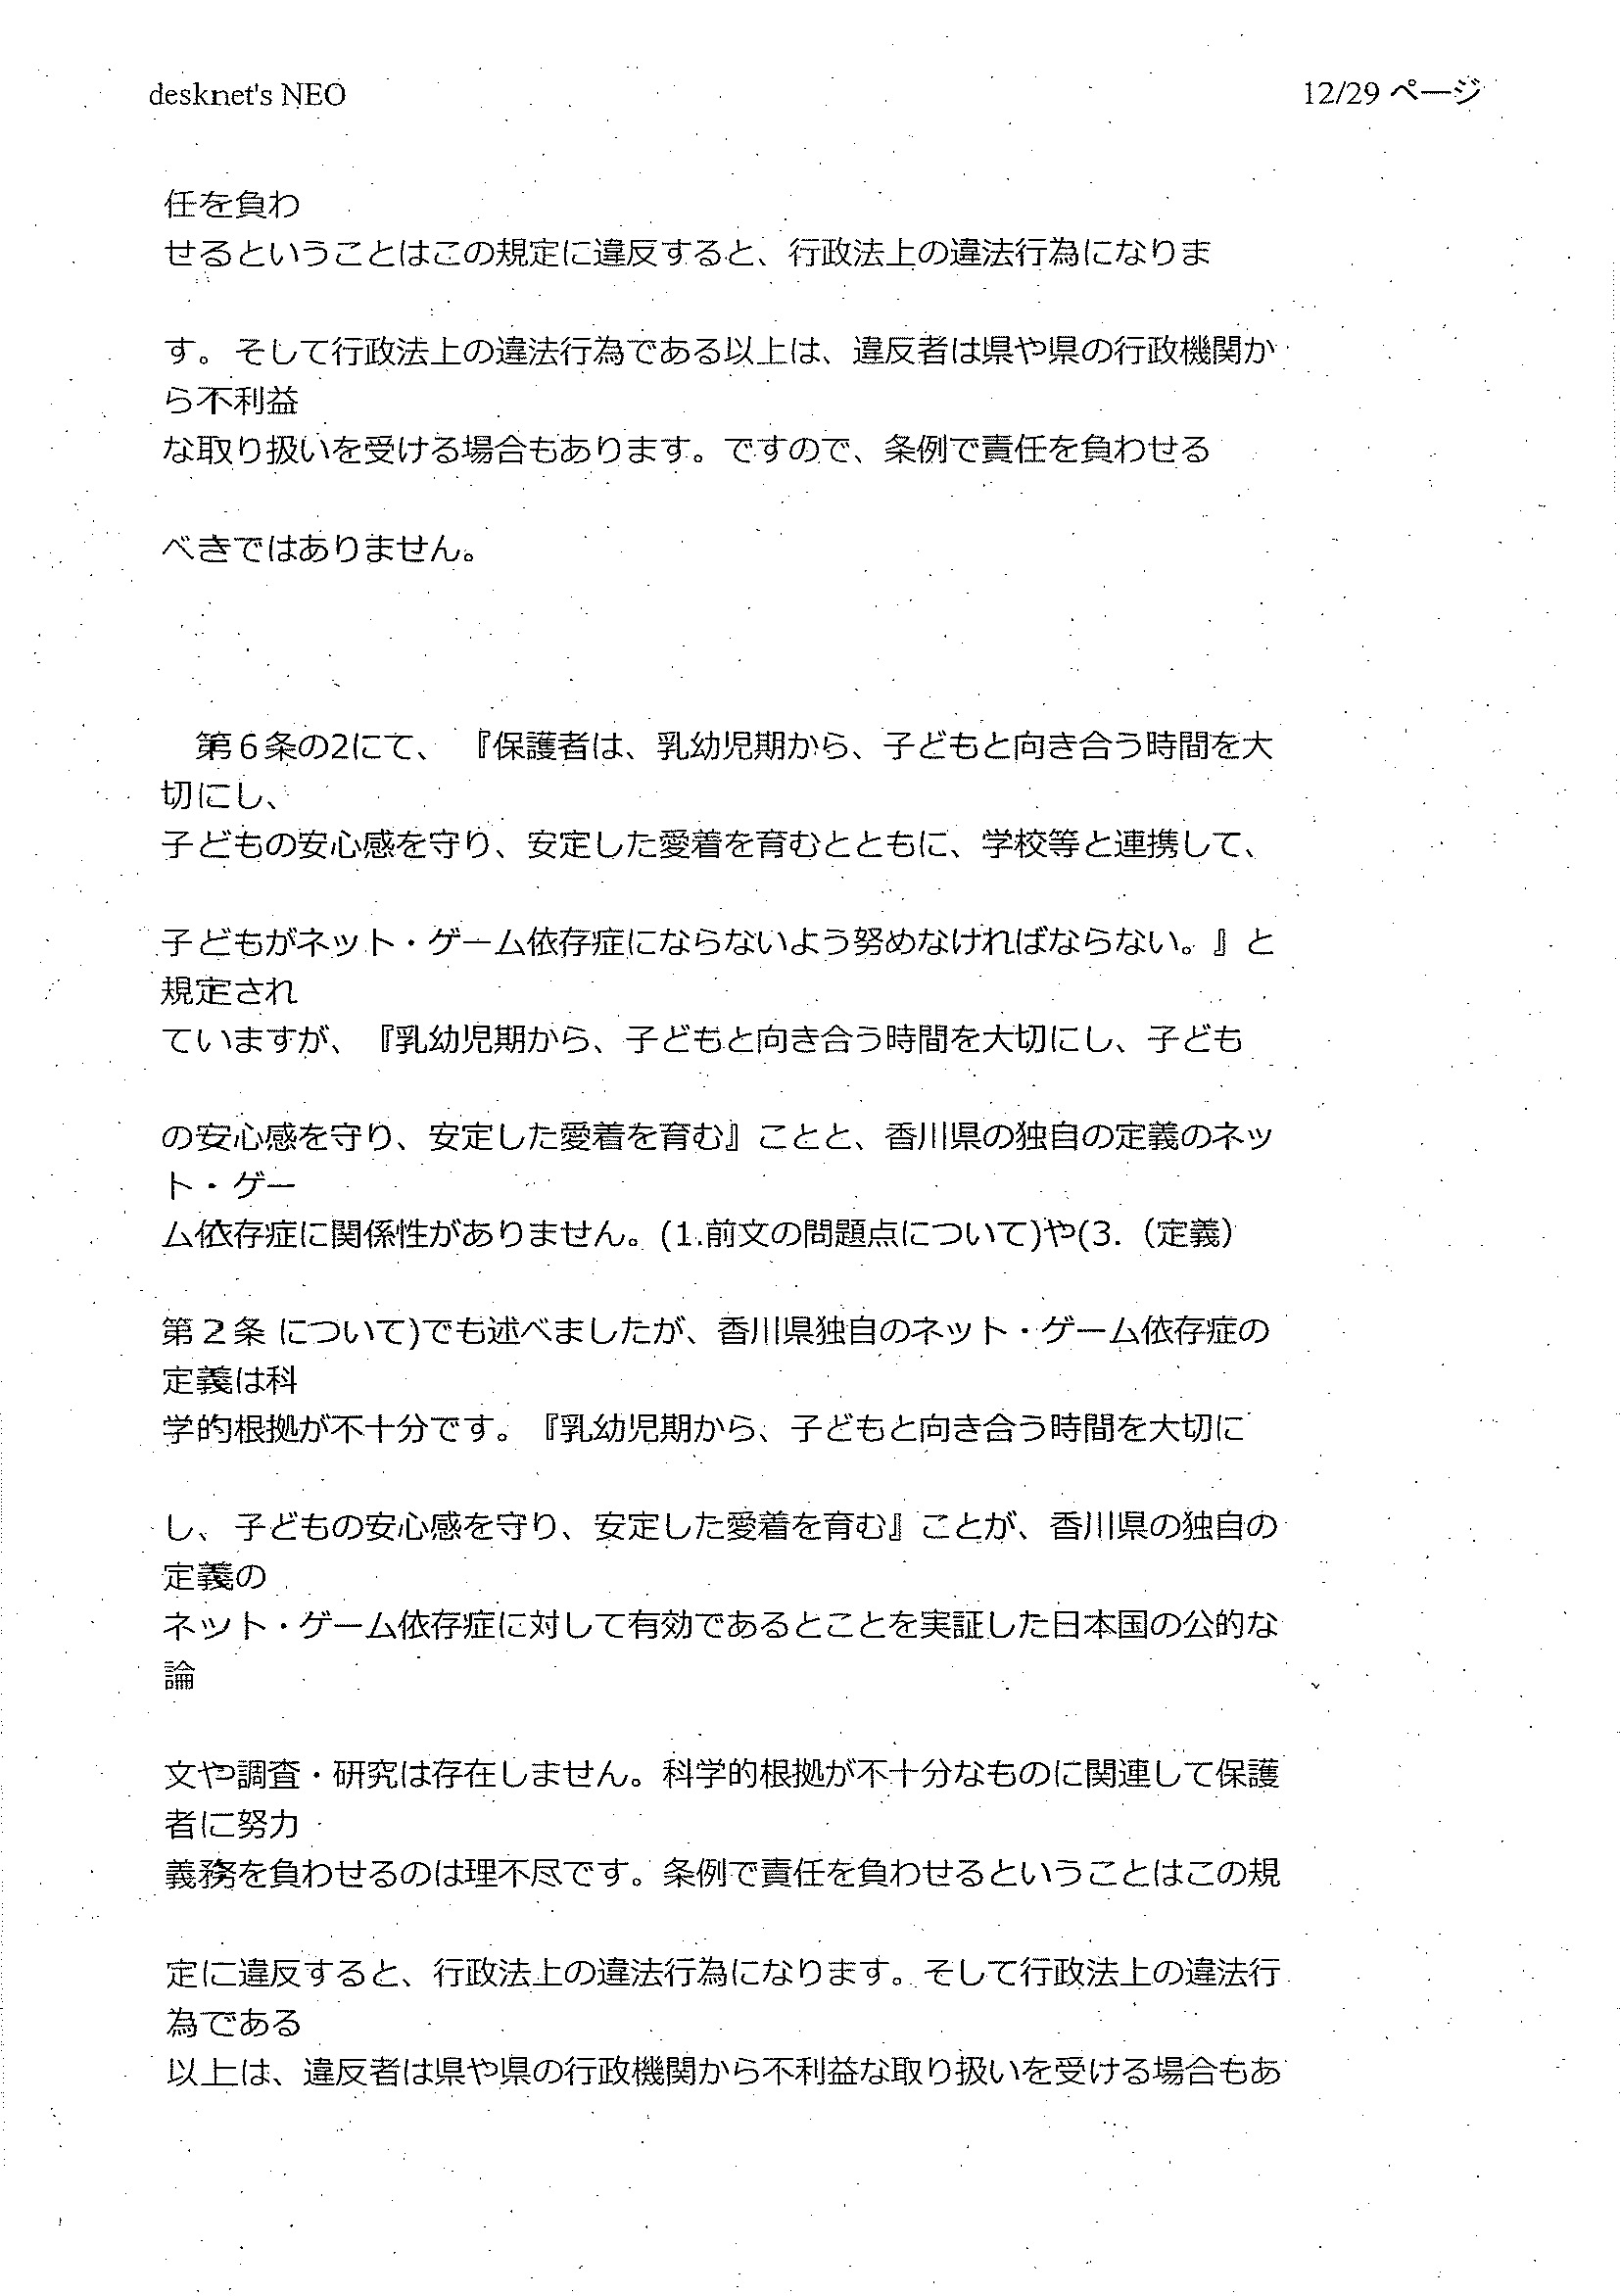 desknet's NEO
12/29 ページ
任を負わ
せるということはこの規定に違反すると、行政法上の違法行為になりま
す。そして行政法上の違法行為である以上は、違反者は県や県の行政機関か
ら不利益
な取り扱いを受ける場合もあります。ですので、条例で責任を負わせる
べきではありません。
第６条の2にて、『保護者は、乳幼児期から、子どもと向き合う時間を大
切にし、
子どもの安心感を守り、安定した愛着を育むとともに、学校等と連携して、
子どもがネット・ゲーム依存症にならないよう努めなければならない。』と
規定され
ていますが、『乳幼児期から、子どもと向き合う時間を大切にし、子ども
の安心感を守り、安定した愛着を育む』ことと、香川県の独自の定義のネッ
ト・ゲー
ム依存症に関係性がありません。(1.前文の問題点について)や(3.（定義）
第２条 について)でも述べましたが、香川県独自のネット・ゲーム依存症の
定義は科
学的根拠が不十分です。『乳幼児期から、子どもと向き合う時間を大切に
し、子どもの安心感を守り、安定した愛着を育む』ことが、香川県の独自の
定義の
ネット・ゲーム依存症に対して有効であるとことを実証した日本国の公的な
論
文や調査・研究は存在しません。科学的根拠が不十分なものに関連して保護
者に努力
義務を負わせるのは理不尽です。条例で責任を負わせるということはこの規
定に違反すると、行政法上の違法行為になります。そして行政法上の違法行
為である
以上は、違反者は県や県の行政機関から不利益な取り扱いを受ける場合もあ